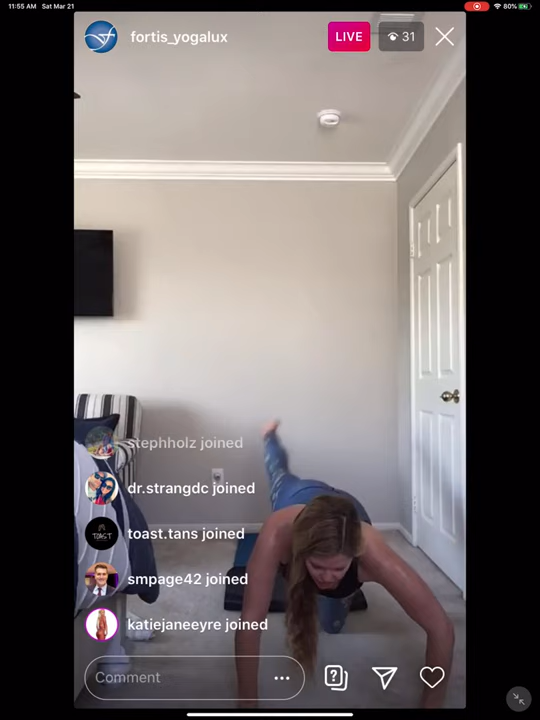 11:55 AM Sat Mar 21
80%
fortis_yogalux
LIVE
31
stephholz joined
dr.strangdc joined
toast.tans joined
TOAST
smpage42 joined
katiejaneeyre joined
Comment